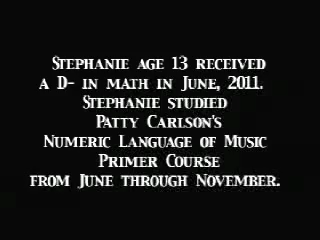 Stephanie age 13 received
a D- in math in June, 2011.
Stephanie studied
Patty Carlson's
Numeric Language of Music
Primer Course
from June through November.